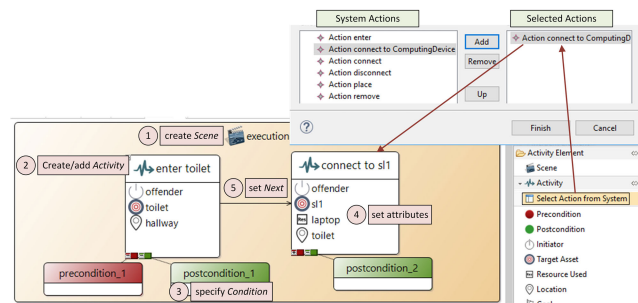 System Actions
Selected Actions
Action enter
Action connect to ComputingDevice
Action connect
Action disconnect
Action place
Action remove
Add
Remove
Up
Action connect to ComputingD
?
Finish
Cancel
1 create Scene
execution
2 Create/add Activity
enter toilet
offender
toilet
hallway
5 set Next
connect to sl1
offender
sl1
Res laptop
toilet
4 set attributes
precondition_1
postcondition_1
3 specify Condition
postcondition_2
Activity Element
Scene
Activity
Select Action from System
Precondition
Postcondition
Initiator
Target Asset
Res Resource Used
Location